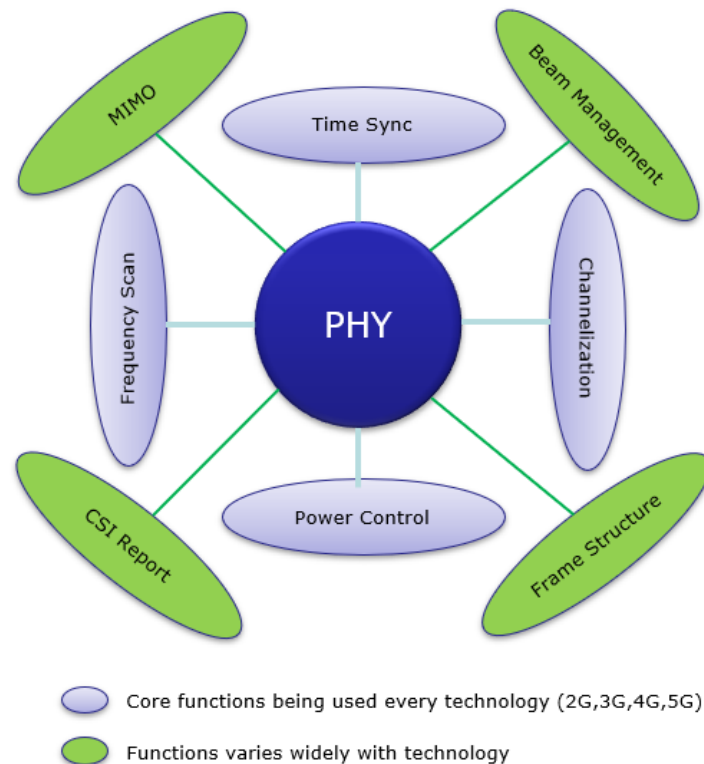 MIMO
Beam Management
Time Sync
Frequency Scan
PHY
Channelization
CSI Report
Power Control
Frame Structure
Core functions being used every technology (2G,3G,4G,5G)
Functions varies widely with technology